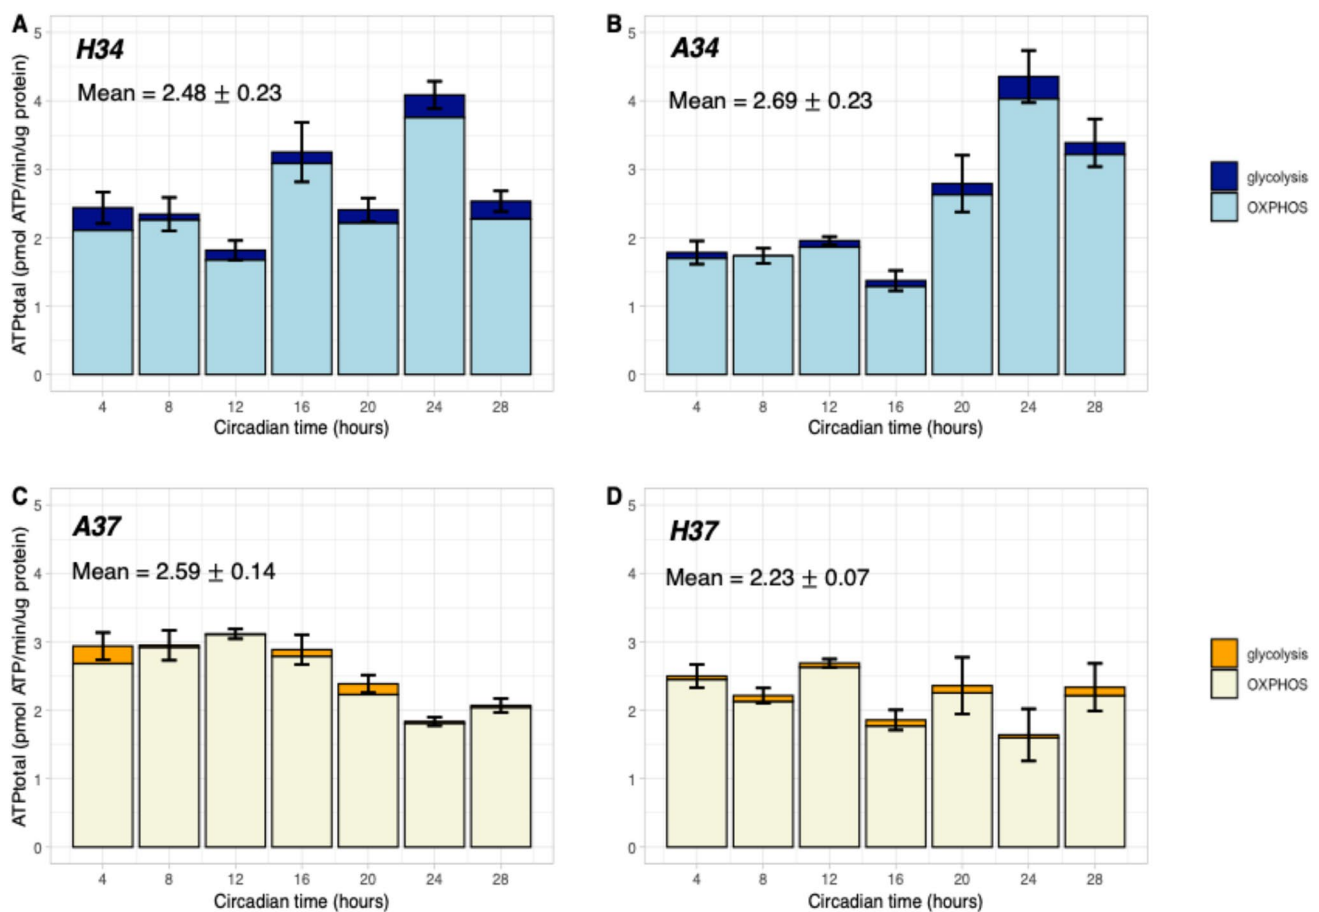 A
H34
Mean = 2.48 ± 0.23
ATPtotal (pmol ATP/min/ug protein)
5
4
3
2
1
0
4 8 12 16 20 24 28
Circadian time (hours)
B
A34
Mean = 2.69 ± 0.23
5
4
3
2
1
0
4 8 12 16 20 24 28
Circadian time (hours)
glycolysis
OXPHOS
C
A37
Mean = 2.59 ± 0.14
ATPtotal (pmol ATP/min/ug protein)
5
4
3
2
1
0
4 8 12 16 20 24 28
Circadian time (hours)
D
H37
Mean = 2.23 ± 0.07
5
4
3
2
1
0
4 8 12 16 20 24 28
Circadian time (hours)
glycolysis
OXPHOS